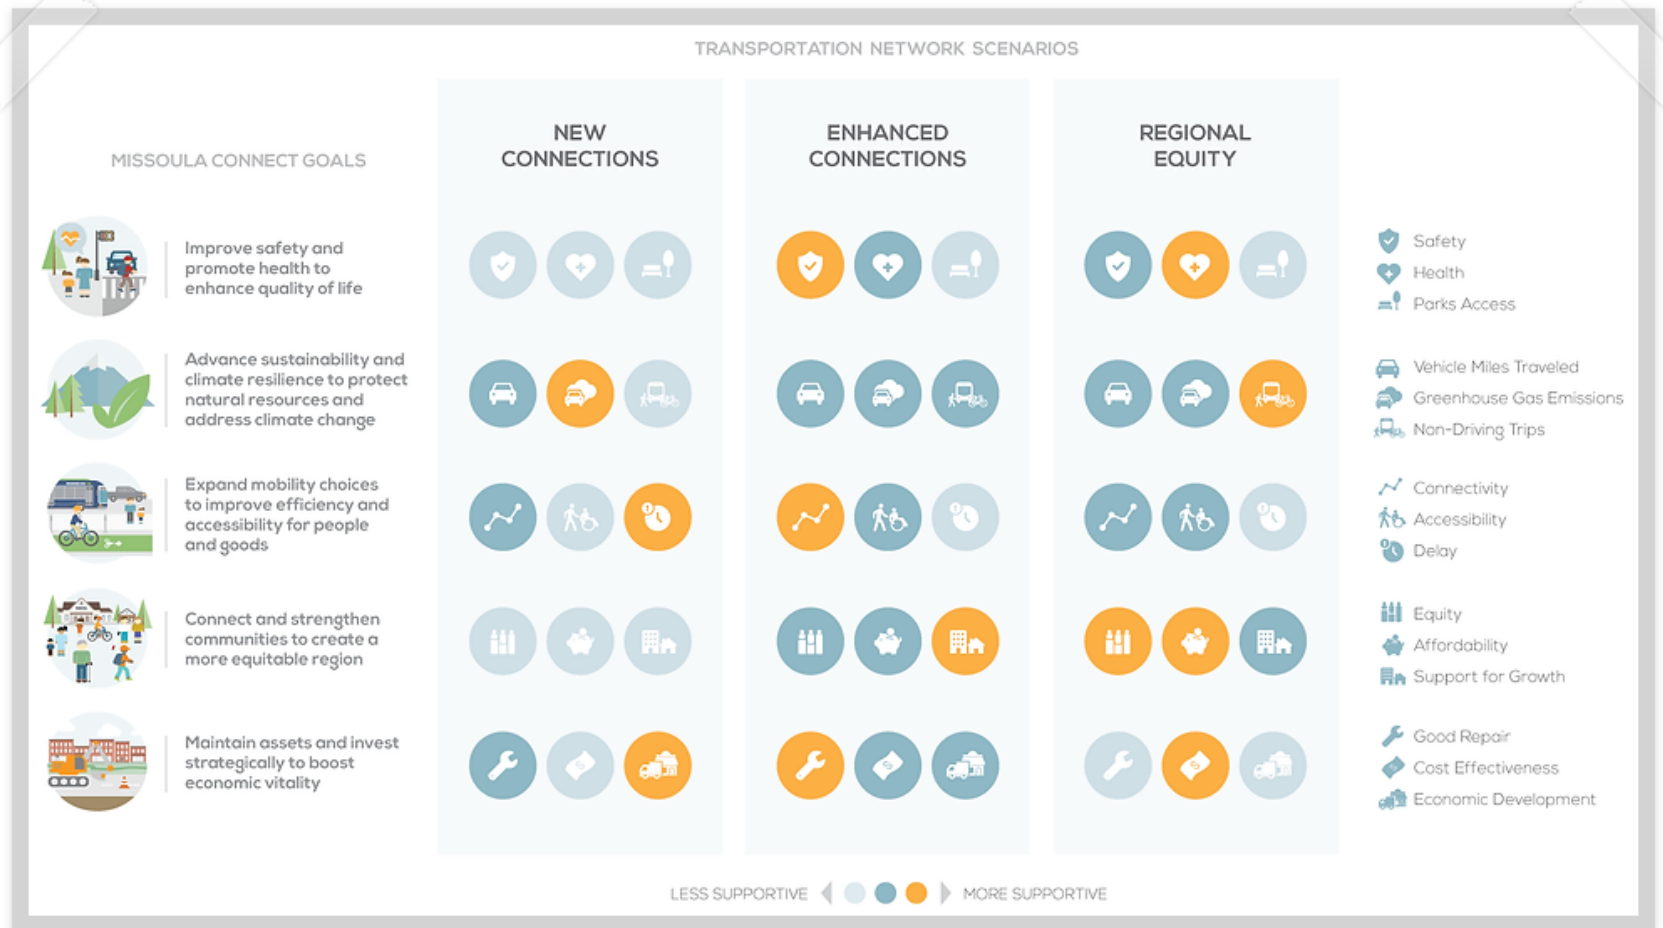 TRANSPORTATION NETWORK SCENARIOS
MISSOULA CONNECT GOALS
NEW
CONNECTIONS
ENHANCED
CONNECTIONS
REGIONAL
EQUITY
Improve safety and
promote health to
enhance quality of life
Safety
Health
Parks Access
Advance sustainability and
climate resilience to protect
natural resources and
address climate change
Vehicle Miles Traveled
Greenhouse Gas Emissions
Non-Driving Trips
Expand mobility choices
to improve efficiency and
accessibility for people
and goods
Connectivity
Accessibility
Delay
Connect and strengthen
communities to create a
more equitable region
Equity
Affordability
Support for Growth
Maintain assets and invest
strategically to boost
economic vitality
Good Repair
Cost Effectiveness
Economic Development
LESS SUPPORTIVE
MORE SUPPORTIVE